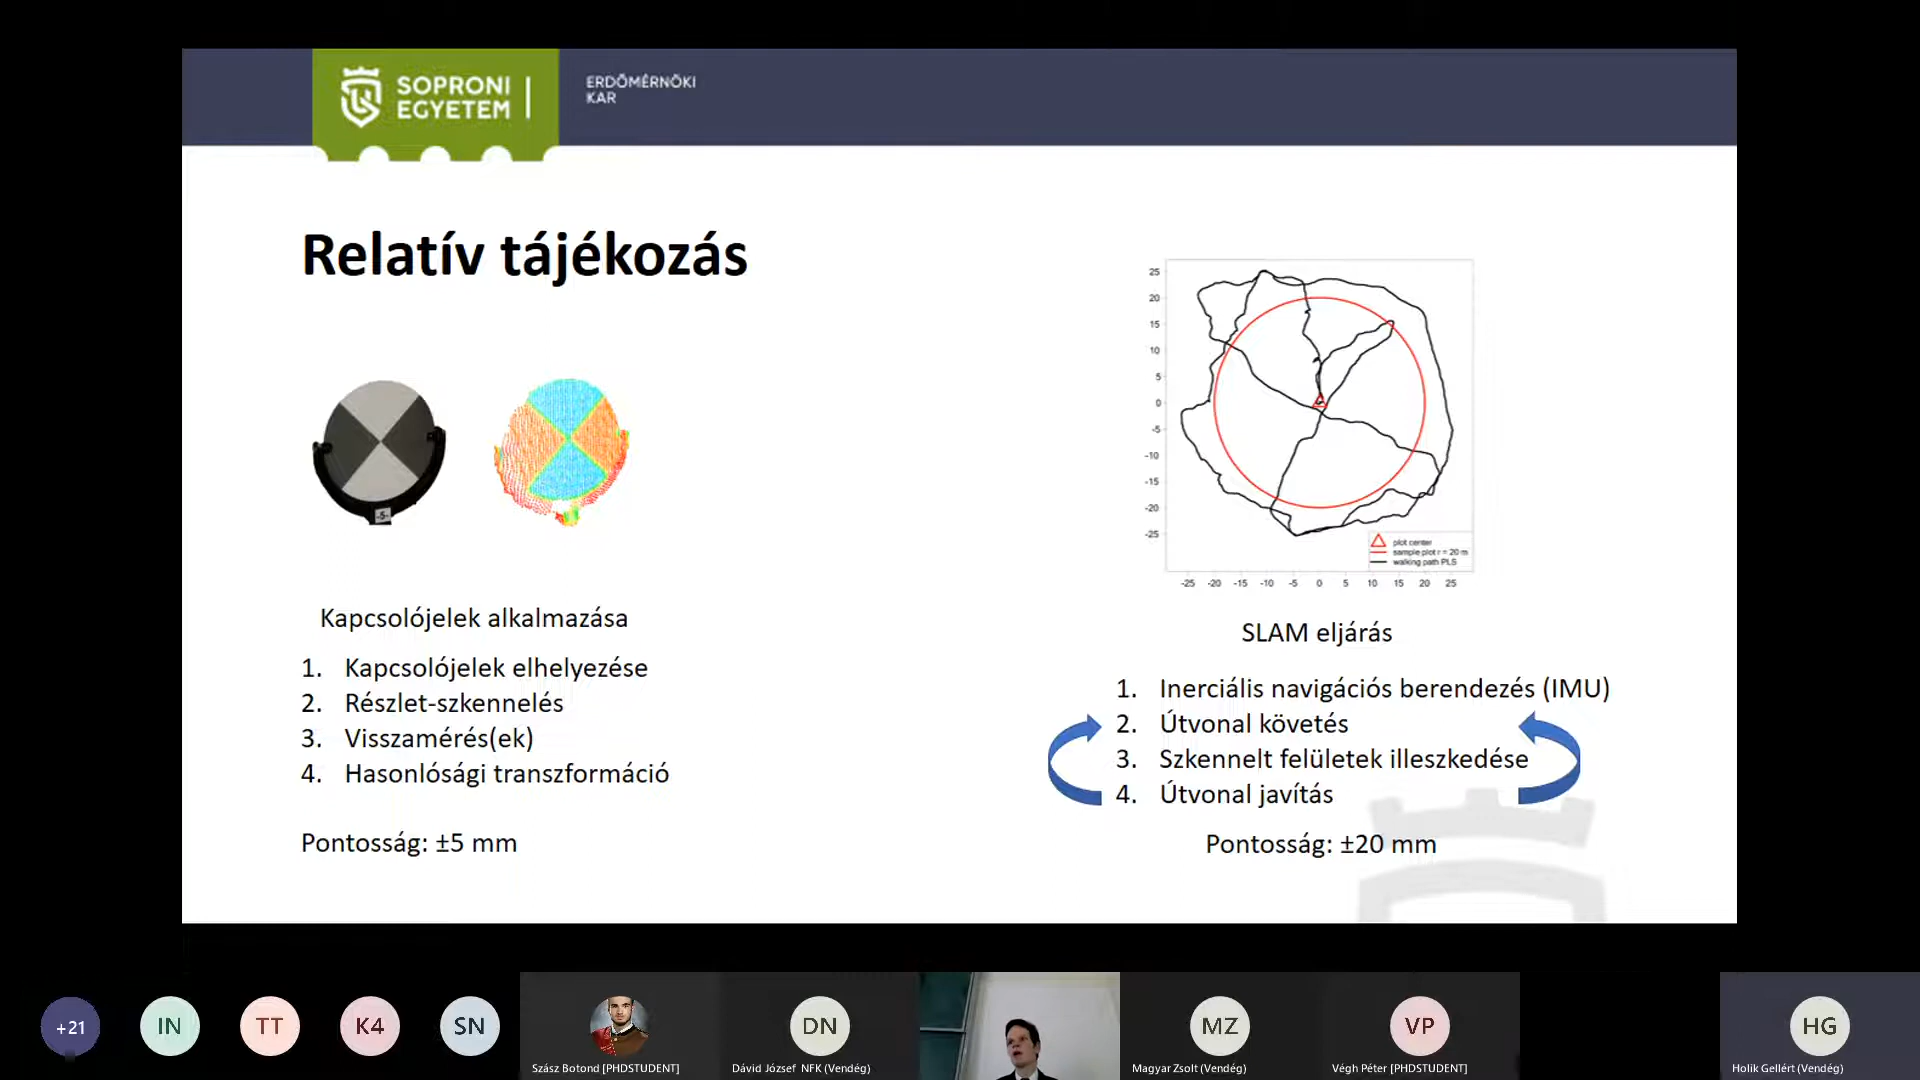 SOPRONI
EGYETEM
ERDŐMÉRNÖKI
KAR
Relatív tájékozás
-5-
Kapcsolójelek alkalmazása
1. Kapcsolójelek elhelyezése
2. Részlet-szkennelés
3. Visszamérés(ek)
4. Hasonlósági transzformáció
Pontosság: ±5 mm
25
20
15
10
5
0
-5
-10
-15
-20
-25
plot center
sample plot r = 20 m
walking path PLS
-25 -20 -15 -10 -5 0 5 10 15 20 25
SLAM eljárás
1. Inerciális navigációs berendezés (IMU)
2. Útvonal követés
3. Szkennelt felületek illeszkedése
4. Útvonal javítás
Pontosság: ±20 mm
+21
IN
TT
K4
SN
Szász Botond [PHDSTUDENT]
DN
Dávid József NFK (Vendég)
MZ
Magyar Zsolt (Vendég)
VP
Végh Péter [PHDSTUDENT]
HG
Holik Gellért (Vendég)